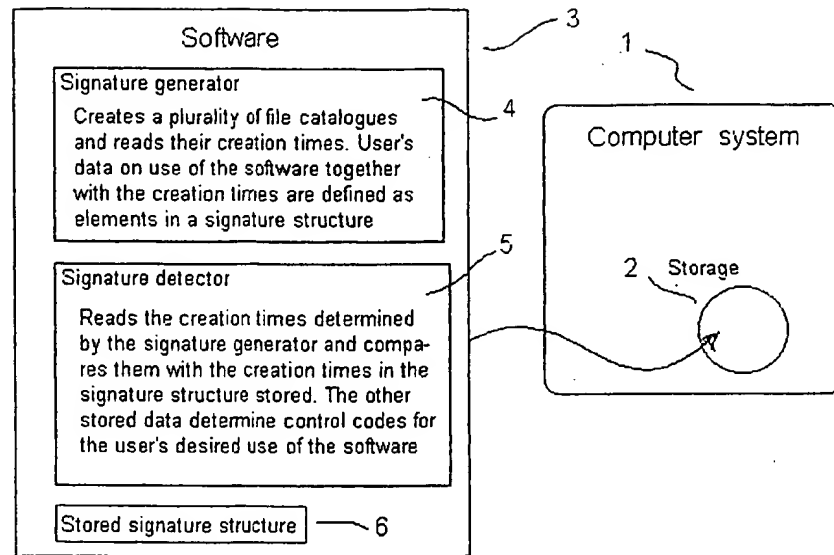 Software
3
Signature generator
4
Creates a plurality of file catalogues
and reads their creation times. User's
data on use of the software together
with the creation times are defined as
elements in a signature structure
Signature detector
5
Reads the creation times determined
by the signature generator and compa-
res them with the creation times in the
signature structure stored. The other
stored data determine control codes for
the user's desired use of the software
Stored signature structure
6
1
Computer system
2
Storage